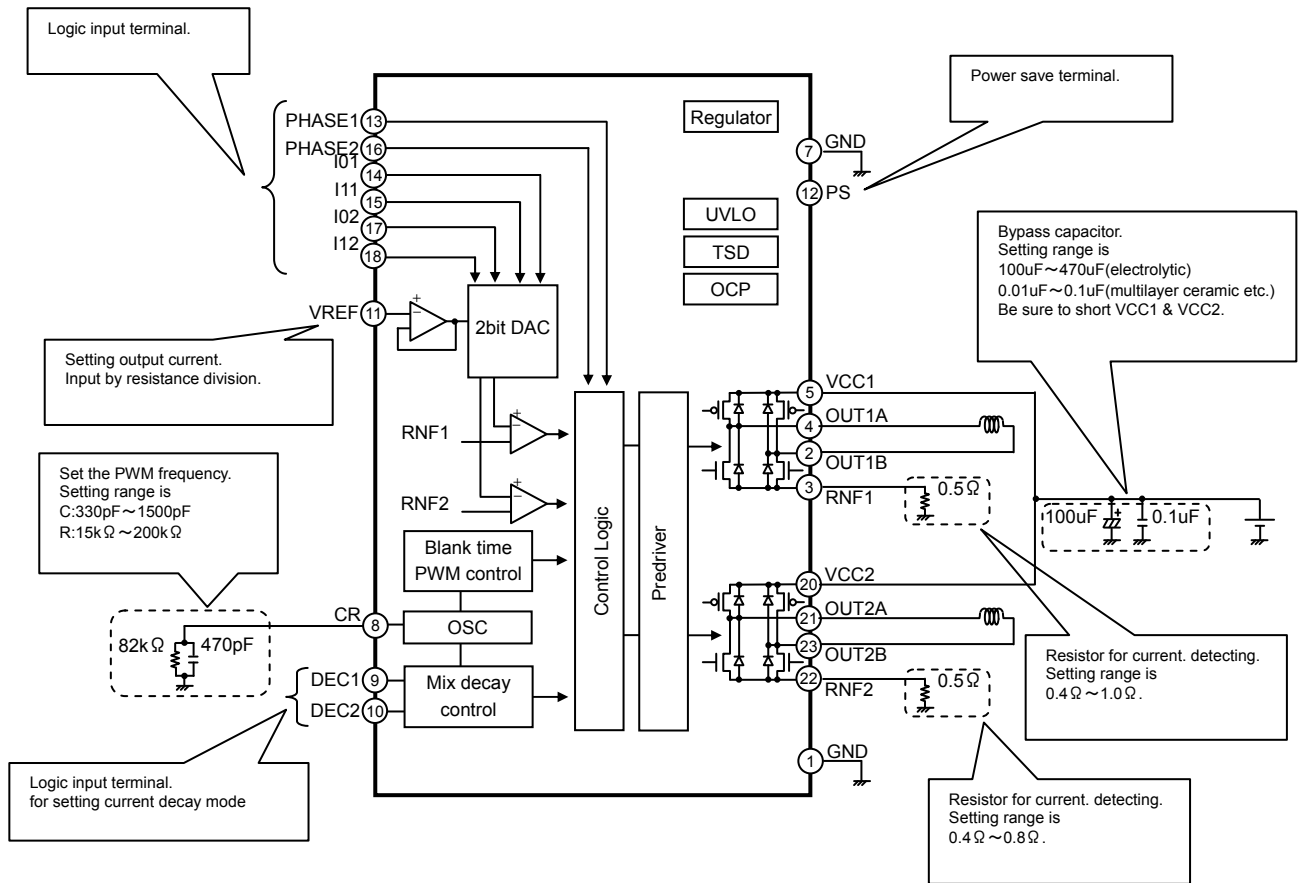 Logic input terminal.
Power save terminal.
Regulator
PHASE1 13
PHASE2 16
I01
14
I11
15
I02
17
I12
18
7 GND
12 PS
UVLO
TSD
OCP
Bypass capacitor.
Setting range is
100uF～470uF(electrolytic)
0.01uF～0.1uF(multilayer ceramic etc.)
Be sure to short VCC1 & VCC2.
VREF 11
+
−
2bit DAC
Setting output current.
Input by resistance division.
5 VCC1
4 OUT1A
2 OUT1B
3 RNF1
0.5Ω
RNF1
+
−
RNF2
+
−
Control Logic
Predriver
100uF
+
0.1uF
Set the PWM frequency.
Setting range is
C:330pF～1500pF
R:15kΩ～200kΩ
Blank time
PWM control
CR 8
OSC
82kΩ
470pF
DEC1 9
DEC2 10
Mix decay
control
20 VCC2
21 OUT2A
23 OUT2B
22 RNF2
0.5Ω
Resistor for current. detecting.
Setting range is
0.4Ω～1.0Ω.
1 GND
Logic input terminal.
for setting current decay mode
Resistor for current. detecting.
Setting range is
0.4Ω～0.8Ω.